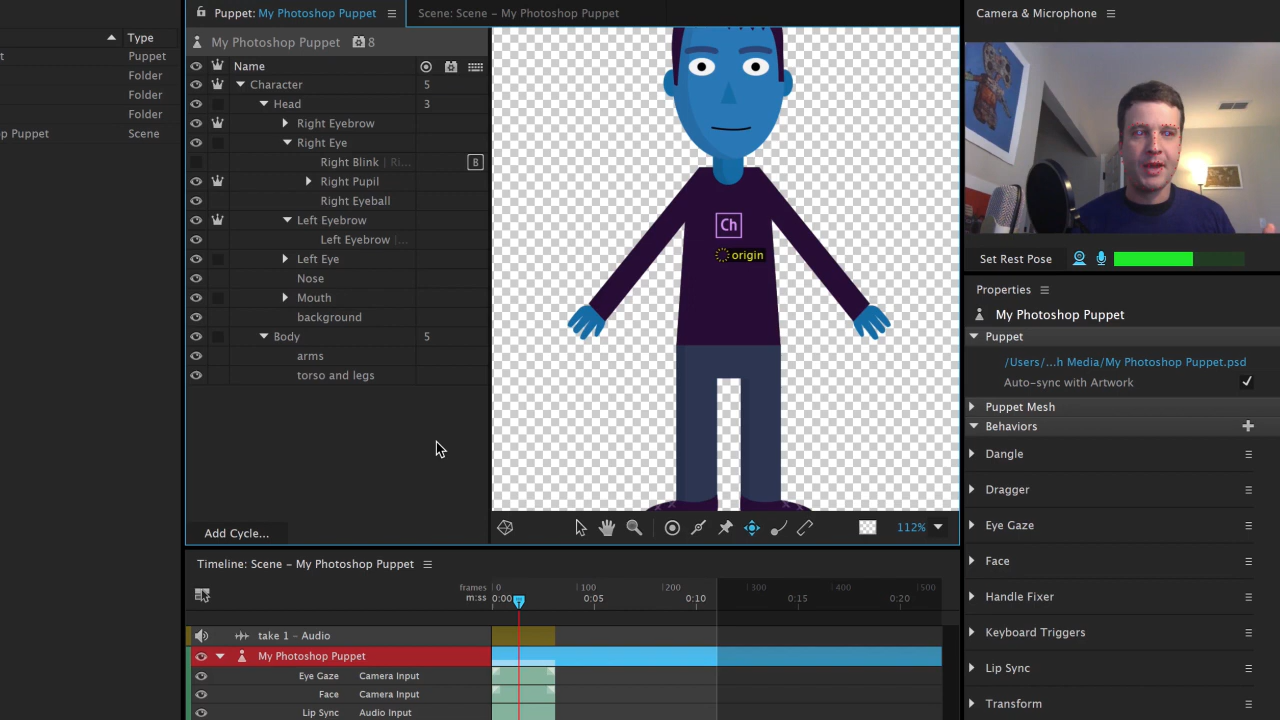 Puppet: My Photoshop Puppet
Scene: Scene – My Photoshop Puppet
Camera & Microphone
Type
Puppet
Folder
Folder
Folder
p Puppet Scene
My Photoshop Puppet 8
Name
Character 5
Head 3
Right Eyebrow
Right Eye
Right Blink | Ri... B
Right Pupil
Right Eyeball
Left Eyebrow
Left Eyebrow |...
Left Eye
Nose
Mouth
background
Body 5
arms
torso and legs
Add Cycle...
Ch
origin
112%
Set Rest Pose
Properties
My Photoshop Puppet
Puppet
/Users/...h Media/My Photoshop Puppet.psd
Auto-sync with Artwork
Puppet Mesh
Behaviors
Dangle
Dragger
Eye Gaze
Face
Handle Fixer
Keyboard Triggers
Lip Sync
Transform
Timeline: Scene – My Photoshop Puppet
frames 0 100 200 300 400 500
m:ss 0:00 0:05 0:10 0:15 0:20
take 1 – Audio
My Photoshop Puppet
Eye Gaze Camera Input
Face Camera Input
Lip Sync Audio Input